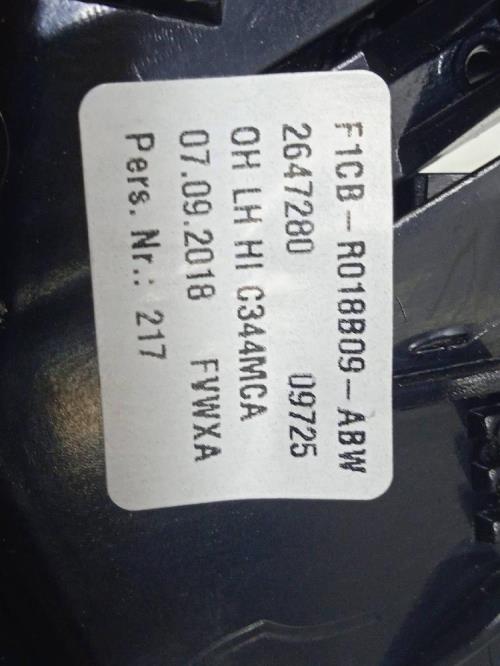 F1CB-R018B09-ABW
2647280 09725
OH LH HI C344MCA
07.09.2018 FVWXA
Pers. Nr.: 217